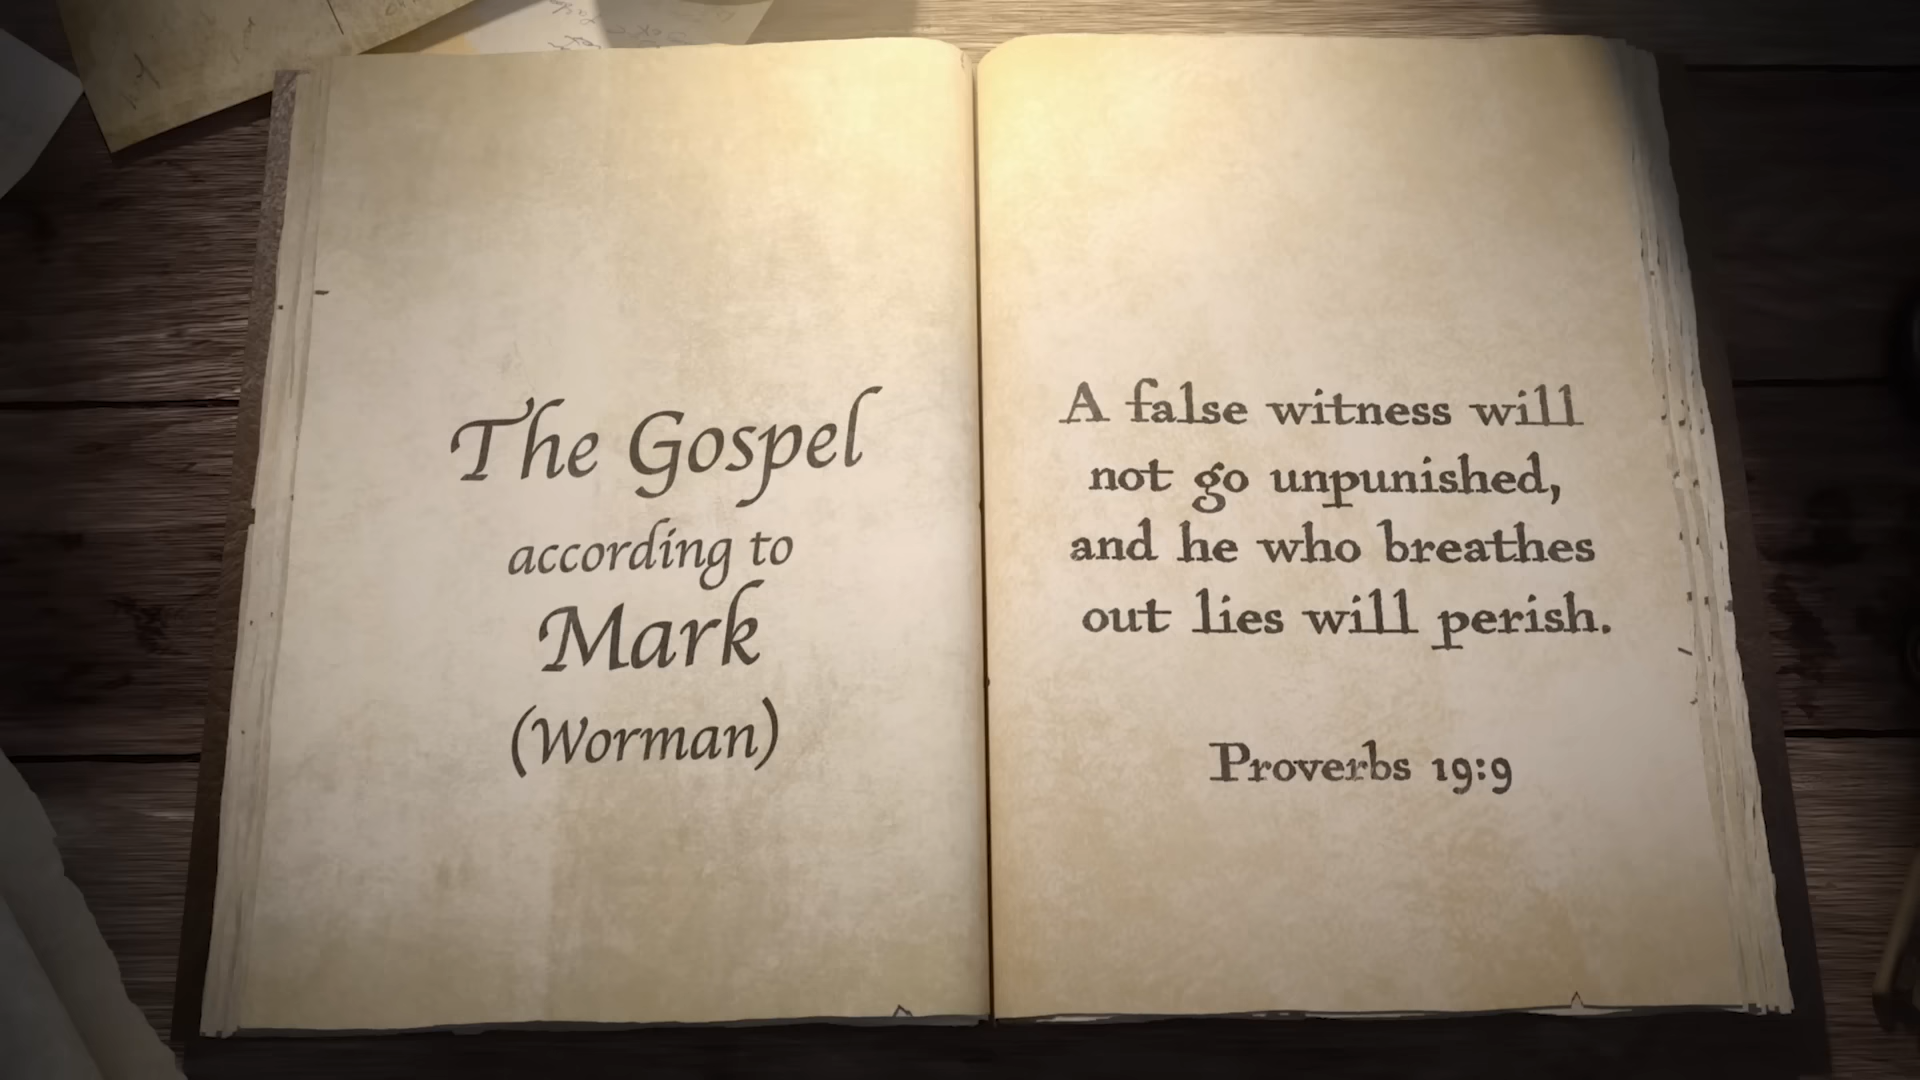 The Gospel
according to
Mark
(Worman)
A false witness will
not go unpunished,
and he who breathes
out lies will perish.
Proverbs 19:9